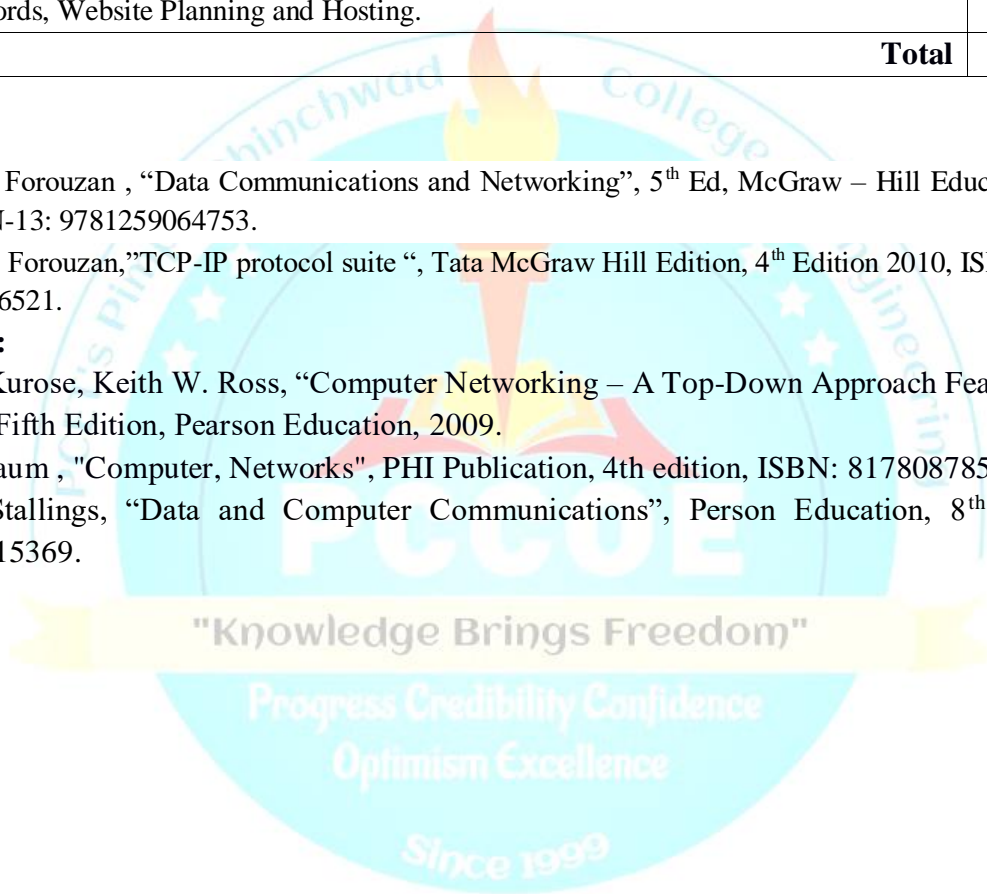 ords, Website Planning and Hosting.
Total
Forouzan , “Data Communications and Networking”, 5th Ed, McGraw – Hill Educ
N-13: 9781259064753.
Forouzan,”TCP-IP protocol suite “, Tata McGraw Hill Edition, 4th Edition 2010, IS
6521.
:
Kurose, Keith W. Ross, “Computer Networking – A Top-Down Approach Fea
Fifth Edition, Pearson Education, 2009.
aum , "Computer, Networks", PHI Publication, 4th edition, ISBN: 817808785
Stallings, “Data and Computer Communications”, Person Education, 8th
15369.
PCCOE
"Knowledge Brings Freedom"
Progress Credibility Confidence
Optimism Excellence
Since 1999